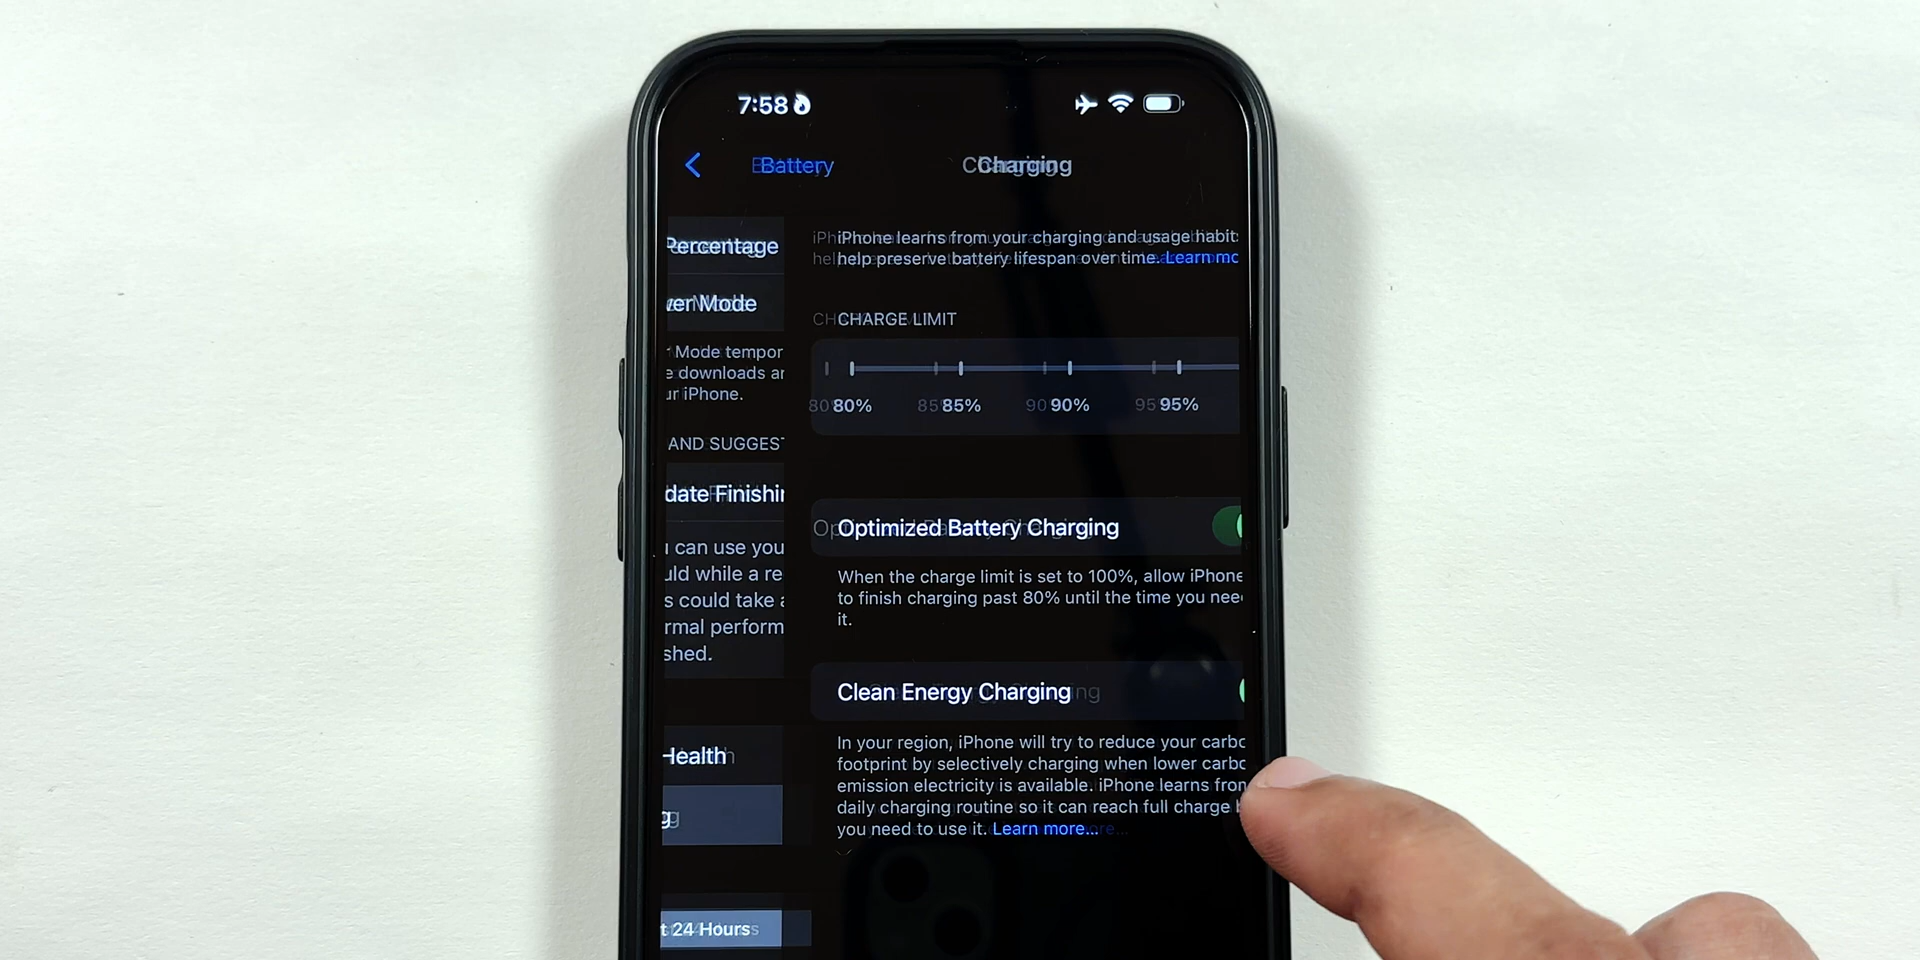 7:58
Battery
Charging
Percentage
ver Mode
Mode tempor
e downloads ar
ur iPhone.
AND SUGGEST
date Finishin
u can use you
uld while a re
s could take a
rmal perform
shed.
Health
g
t 24 Hours
iPhone learns from your charging and usage habits
help preserve battery lifespan over time. Learn mo
CHARGE LIMIT
80% 85% 90% 95%
Optimized Battery Charging
When the charge limit is set to 100%, allow iPhone
to finish charging past 80% until the time you need
it.
Clean Energy Charging
In your region, iPhone will try to reduce your carbo
footprint by selectively charging when lower carbo
emission electricity is available. iPhone learns from
daily charging routine so it can reach full charge b
you need to use it. Learn more...